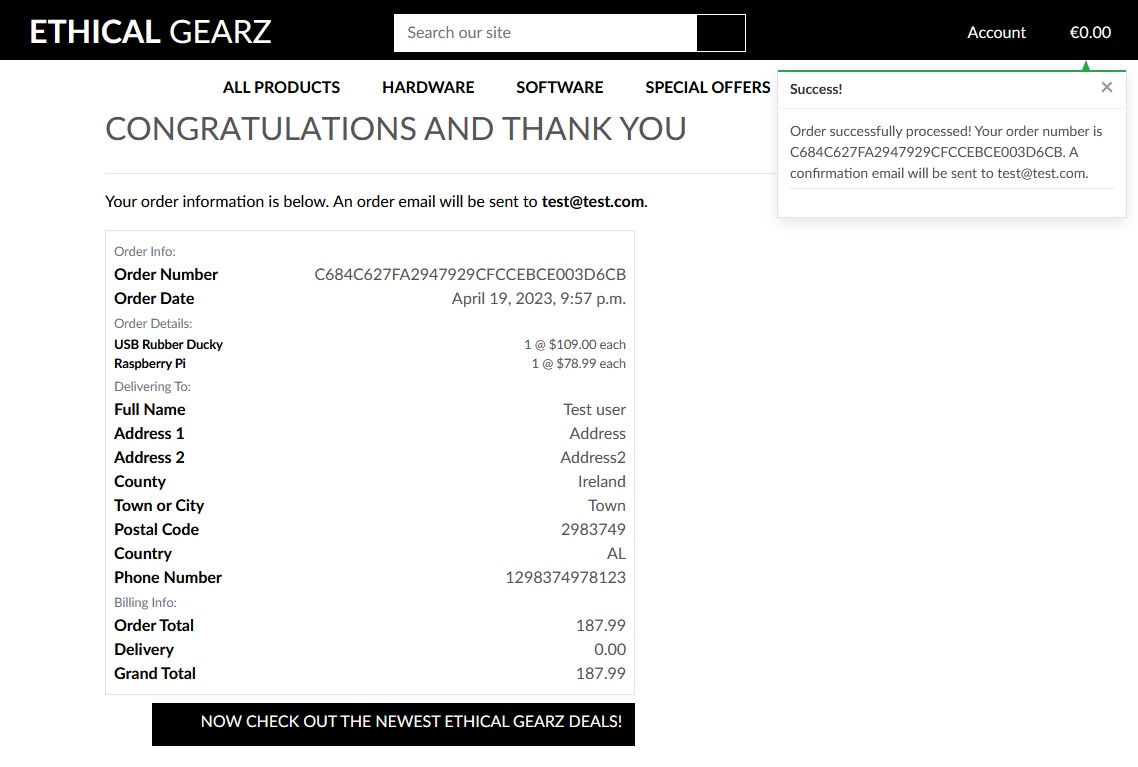 ETHICAL GEARZ
Search our site
Account
€0.00
ALL PRODUCTS
HARDWARE
SOFTWARE
SPECIAL OFFERS
Success!
×
Order successfully processed! Your order number is
C684C627FA2947929CFCCEBCE003D6CB. A
confirmation email will be sent to test@test.com.
CONGRATULATIONS AND THANK YOU
Your order information is below. An order email will be sent to test@test.com.
Order Info:
Order Number C684C627FA2947929CFCCEBCE003D6CB
Order Date April 19, 2023, 9:57 p.m.
Order Details:
USB Rubber Ducky 1 @ $109.00 each
Raspberry Pi 1 @ $78.99 each
Delivering To:
Full Name Test user
Address 1 Address
Address 2 Address2
County Ireland
Town or City Town
Postal Code 2983749
Country AL
Phone Number 1298374978123
Billing Info:
Order Total 187.99
Delivery 0.00
Grand Total 187.99
NOW CHECK OUT THE NEWEST ETHICAL GEARZ DEALS!